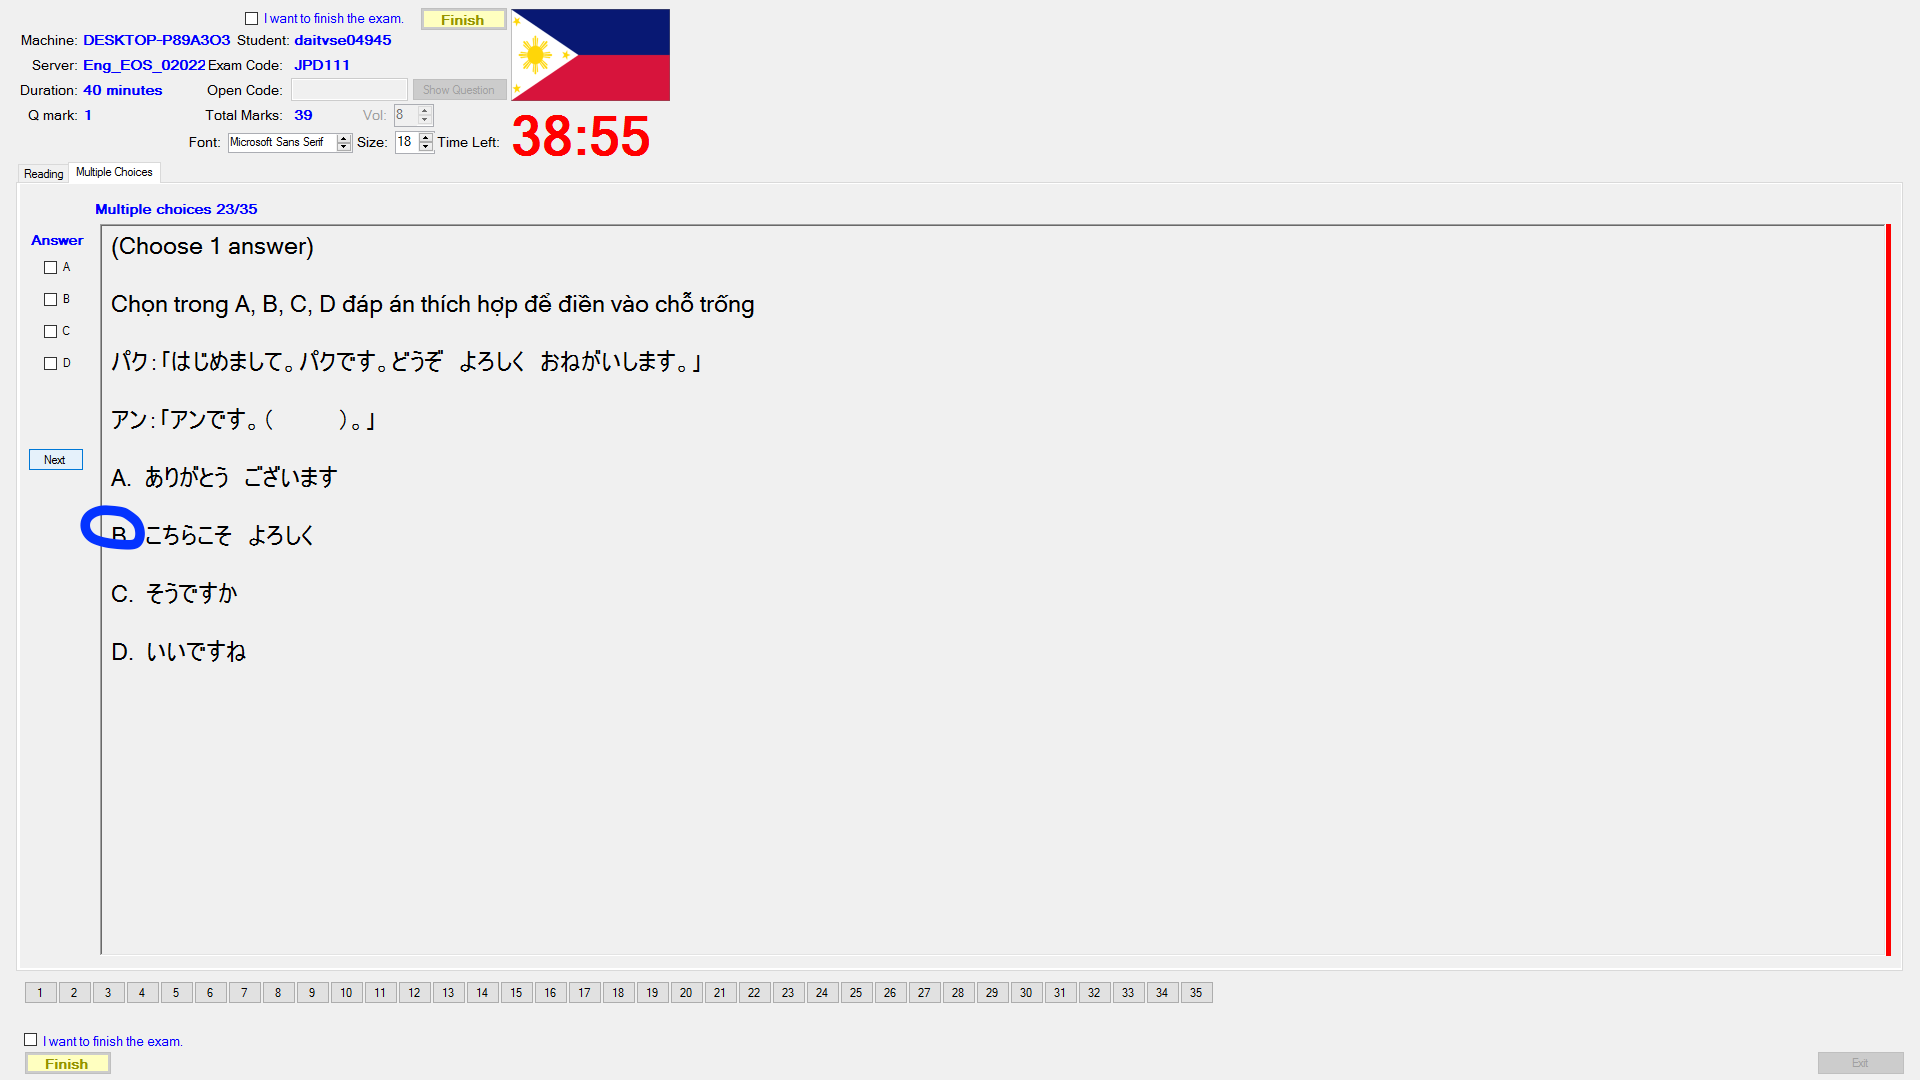 I want to finish the exam. Finish
Machine: DESKTOP-P89A3O3 Student: daitvse04945
Server: Eng_EOS_02022 Exam Code: JPD111
Duration: 40 minutes Open Code: Show Question
Q mark: 1 Total Marks: 39 Vol: 8
Font: Microsoft Sans Serif Size: 18 Time Left: 38:55
Reading Multiple Choices
Multiple choices 23/35
Answer
A
B
C
D
Next
(Choose 1 answer)
Chọn trong A, B, C, D đáp án thích hợp để điền vào chỗ trống
パク：「はじめまして。パクです。どうぞ　よろしく　おねがいします。」
アン：「アンです。（　　　）。」
A. ありがとう　ございます
B. こちらこそ　よろしく
C. そうですか
D. いいですね
1 2 3 4 5 6 7 8 9 10 11 12 13 14 15 16 17 18 19 20 21 22 23 24 25 26 27 28 29 30 31 32 33 34 35
I want to finish the exam.
Finish Exit